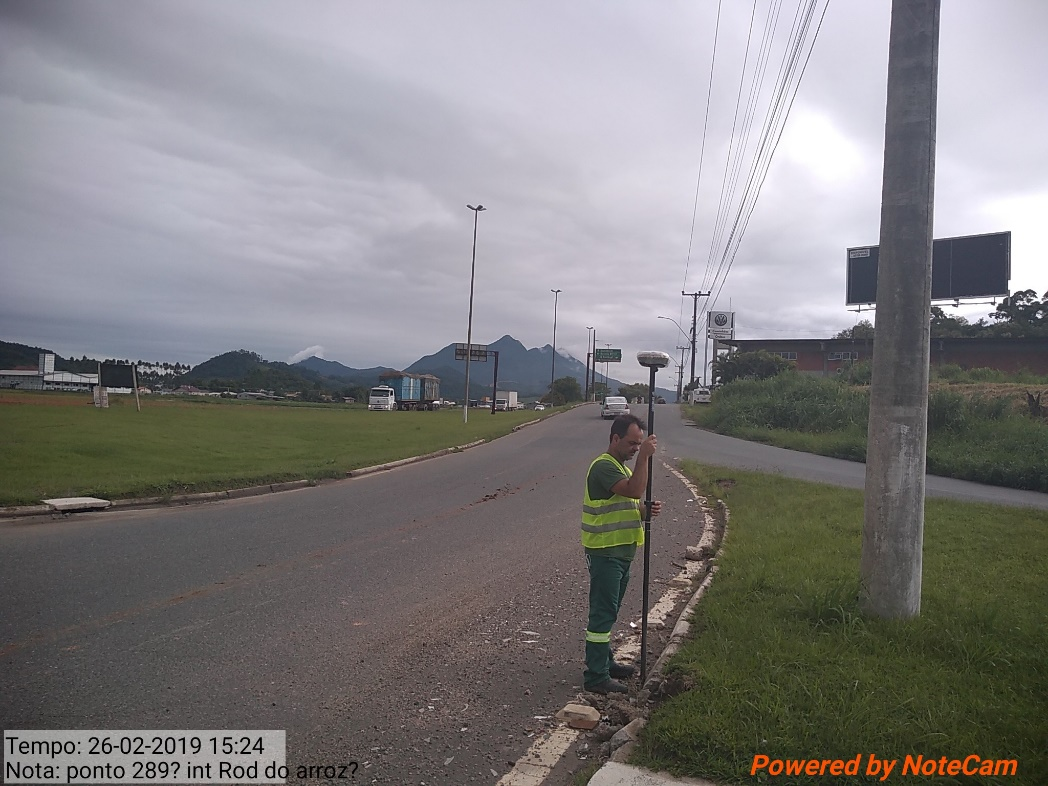 Tempo: 26-02-2019 15:24
Nota: ponto 289? int Rod do arroz?
Powered by NoteCam